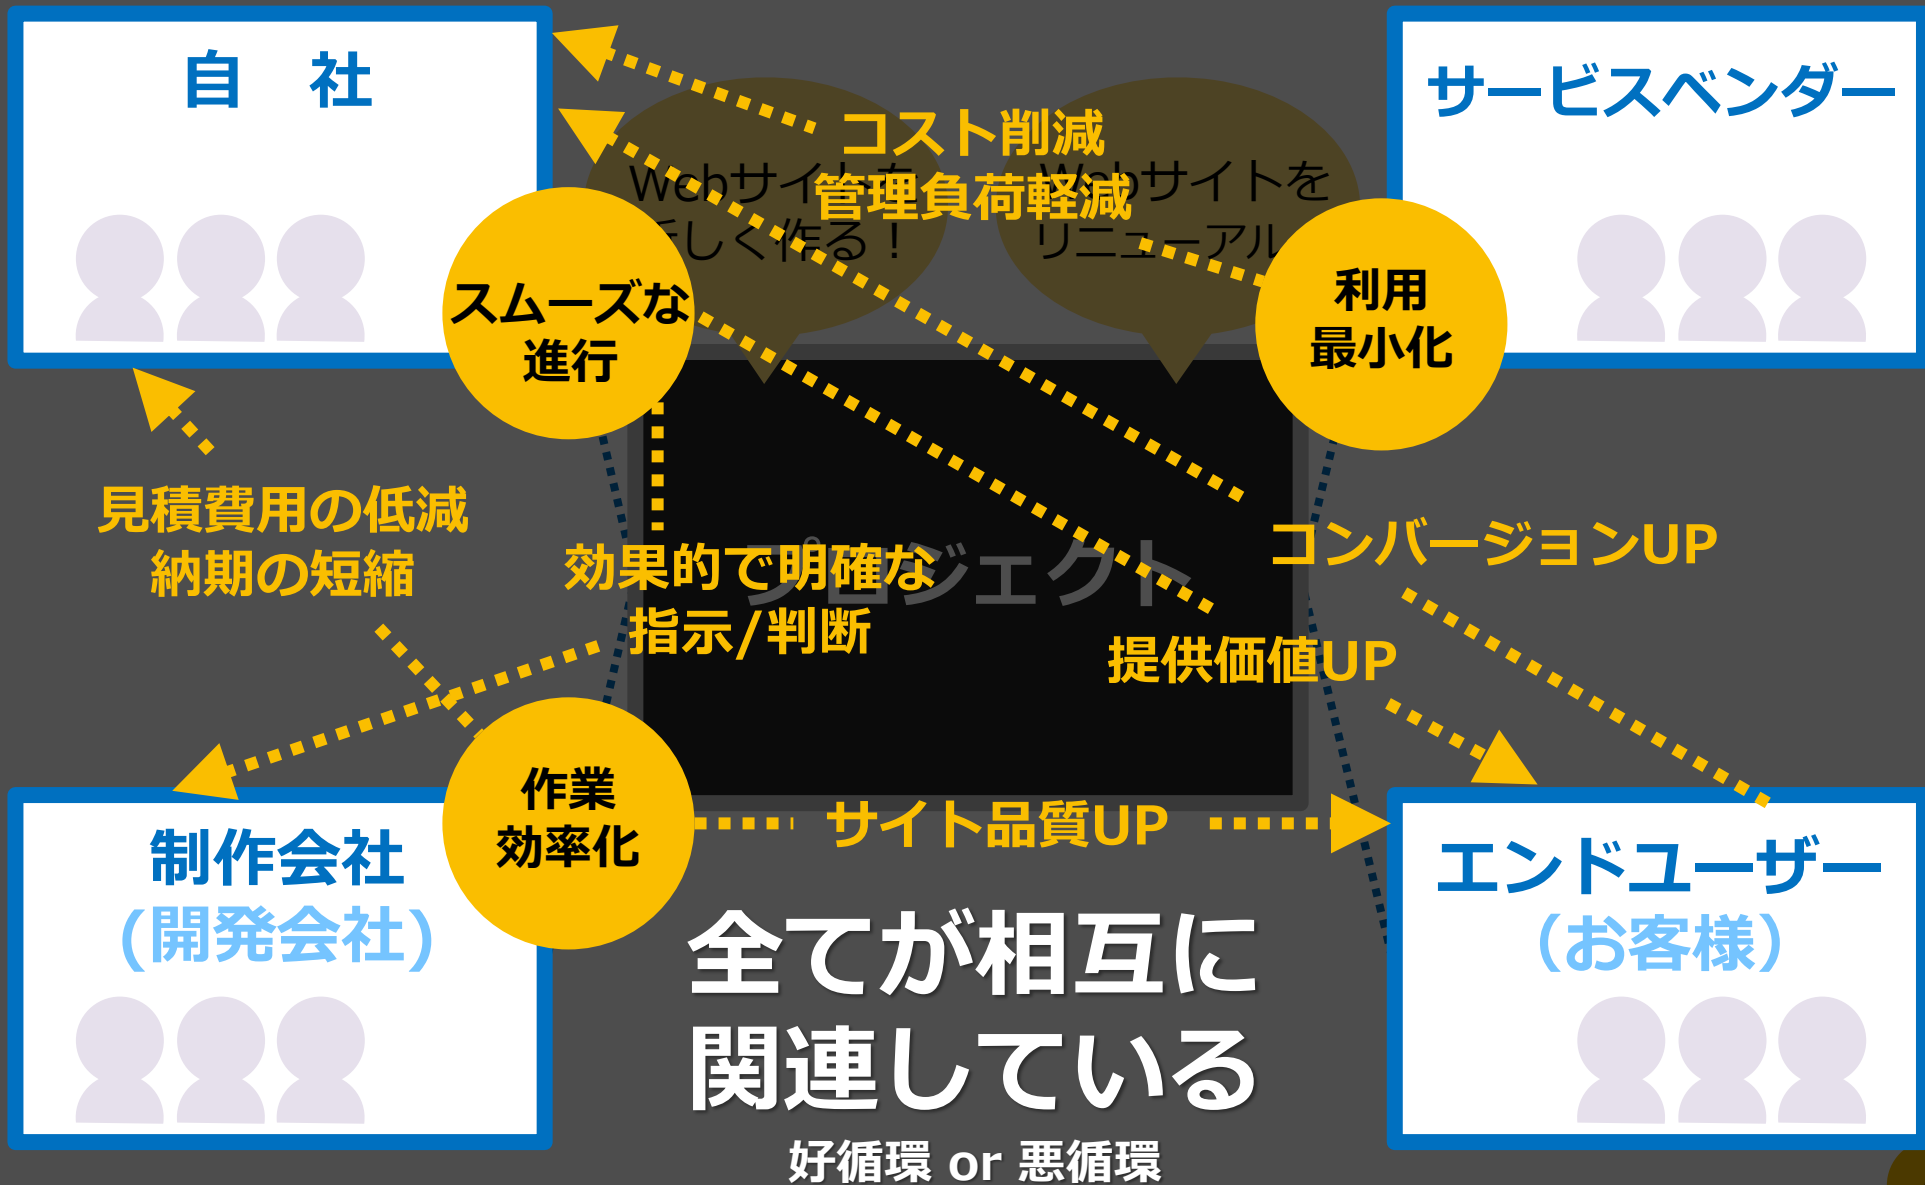 自　社
サービスベンダー
コスト削減
管理負荷軽減
Webサイトを
しく作る！
Webサイトを
リニューアル
スムーズな
進行
利用
最小化
見積費用の低減
納期の短縮
プロジェクト
効果的で明確な
指示/判断
コンバージョンUP
提供価値UP
作業
効率化
サイト品質UP
制作会社
(開発会社)
エンドユーザー
（お客様）
全てが相互に
関連している
好循環 or 悪循環